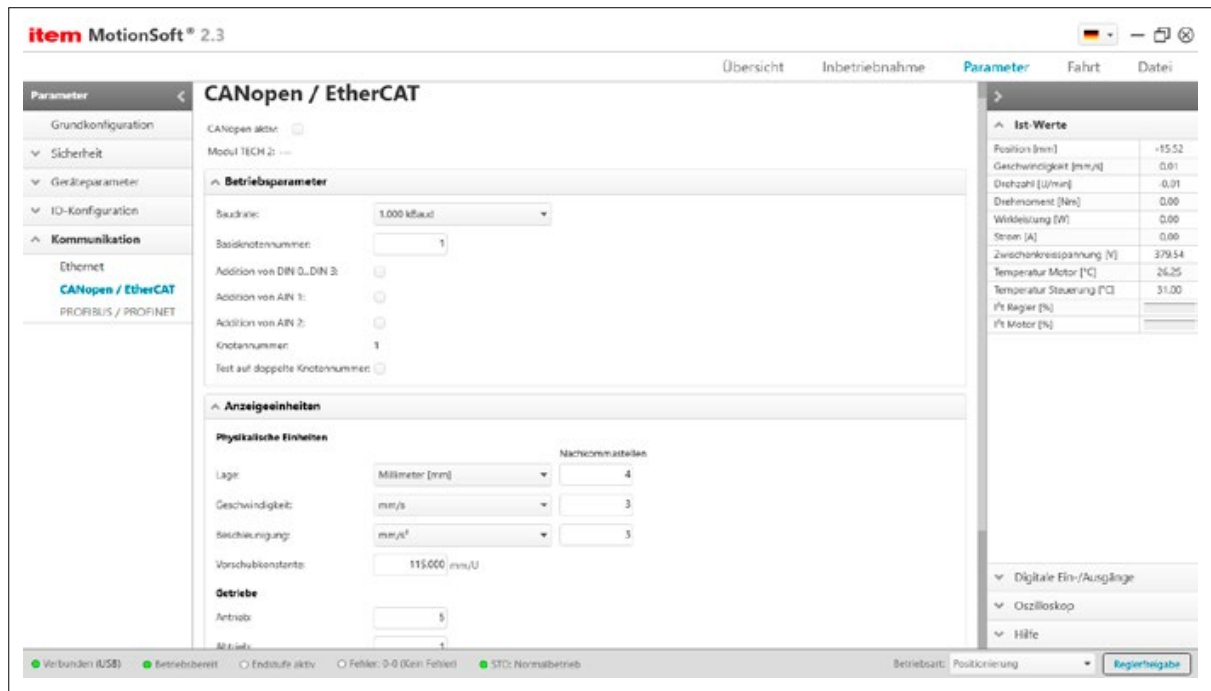 item MotionSoft® 2.3
Übersicht Inbetriebnahme Parameter Fahrt Datei
Parameter
Grundkonfiguration
Sicherheit
Geräteparameter
IO-Konfiguration
Kommunikation
Ethernet
CANopen / EtherCAT
PROFIBUS / PROFINET
CANopen / EtherCAT
CANopen aktiv:
Modul TECH 2: ---
Betriebsparameter
Baudrate: 1.000 kBaud
Basisknotennummer: 1
Addition von DIN 0...DIN 3:
Addition von AIN 1:
Addition von AIN 2:
Knotennummer: 1
Test auf doppelte Knotennummer:
Anzeigeeinheiten
Physikalische Einheiten
Nachkommastellen
Lage: Millimeter [mm] 4
Geschwindigkeit: mm/s 3
Beschleunigung: mm/s² 3
Vorschubkonstante: 115.000 mm/U
Getriebe
Antrieb: 5
Abtrieb: 1
Ist-Werte
Position [mm] -15.52
Geschwindigkeit [mm/s] 0.01
Drehzahl [U/min] -0.01
Drehmoment [Nm] 0.00
Wirkleistung [W] 0.00
Strom [A] 0.00
Zwischenkreisspannung [V] 379.54
Temperatur Motor [°C] 26.25
Temperatur Steuerung [°C] 31.00
I²t Regler [%]
I²t Motor [%]
Digitale Ein-/Ausgänge
Oszilloskop
Hilfe
Verbunden (USB) Betriebsbereit Endstufe aktiv Fehler: 0-0 (Kein Fehler) STO: Normalbetrieb Betriebsart: Positionierung Reglerfreigabe